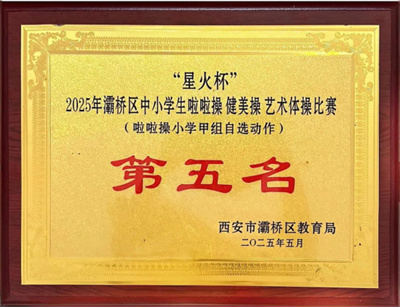 “星火杯”
2025年灞桥区中小学生啦啦操 健美操 艺术体操比赛
(啦啦操小学甲组自选动作)
第五名
西安市灞桥区教育局
二〇二五年五月